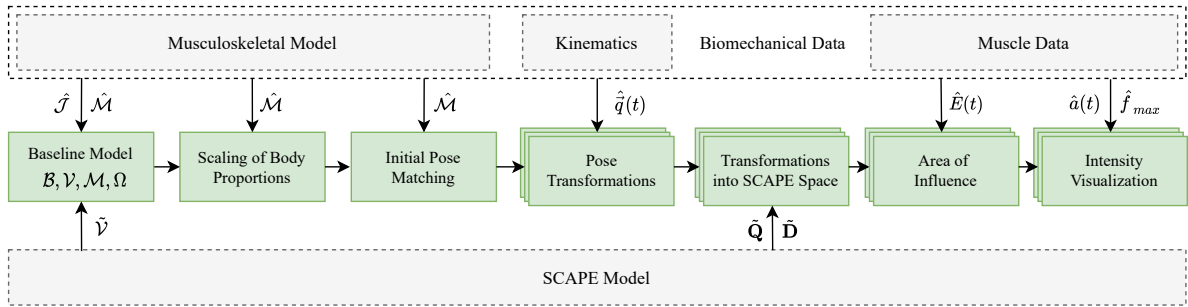 Musculoskeletal Model
Kinematics
Biomechanical Data
Muscle Data
𝒥̂ ℳ̂
ℳ̂
ℳ̂
q⃗̂(t)
Ê(t)
â(t) f̂ max
Baseline Model
ℬ, 𝒱, ℳ, Ω
Scaling of Body
Proportions
Initial Pose
Matching
Pose
Transformations
Transformations
into SCAPE Space
Area of
Influence
Intensity
Visualization
𝒱̃
Q̃ D̃
SCAPE Model